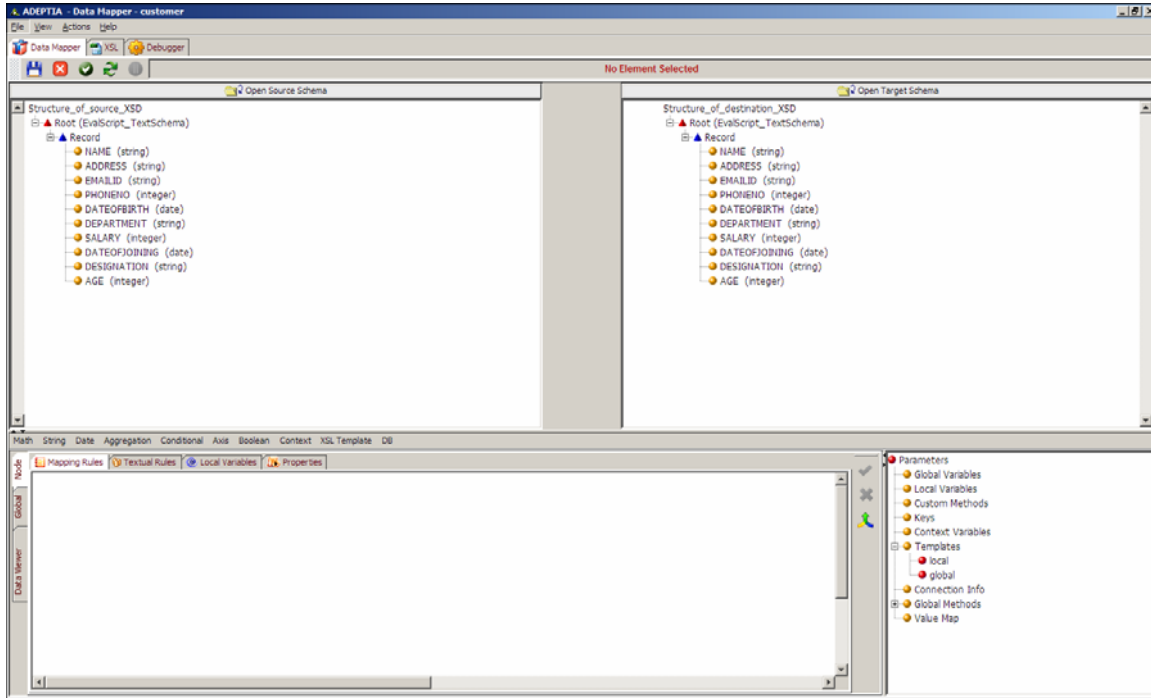 ADEPTIA - Data Mapper - customer
File View Actions Help
Data Mapper XSL Debugger
No Element Selected
Open Source Schema
Open Target Schema
Structure_of_source_XSD
Root (EvalScript_TextSchema)
Record
NAME (string)
ADDRESS (string)
EMAILID (string)
PHONENO (integer)
DATEOFBIRTH (date)
DEPARTMENT (string)
SALARY (integer)
DATEOFJOINING (date)
DESIGNATION (string)
AGE (integer)
Structure_of_destination_XSD
Root (EvalScript_TextSchema)
Record
NAME (string)
ADDRESS (string)
EMAILID (string)
PHONENO (integer)
DATEOFBIRTH (date)
DEPARTMENT (string)
SALARY (integer)
DATEOFJOINING (date)
DESIGNATION (string)
AGE (integer)
Math String Date Aggregation Conditional Axis Boolean Context XSL Template DB
Node
Global
Data Viewer
Mapping Rules Textual Rules Local Variables Properties
Parameters
Global Variables
Local Variables
Custom Methods
Keys
Context Variables
Templates
local
global
Connection Info
Global Methods
Value Map